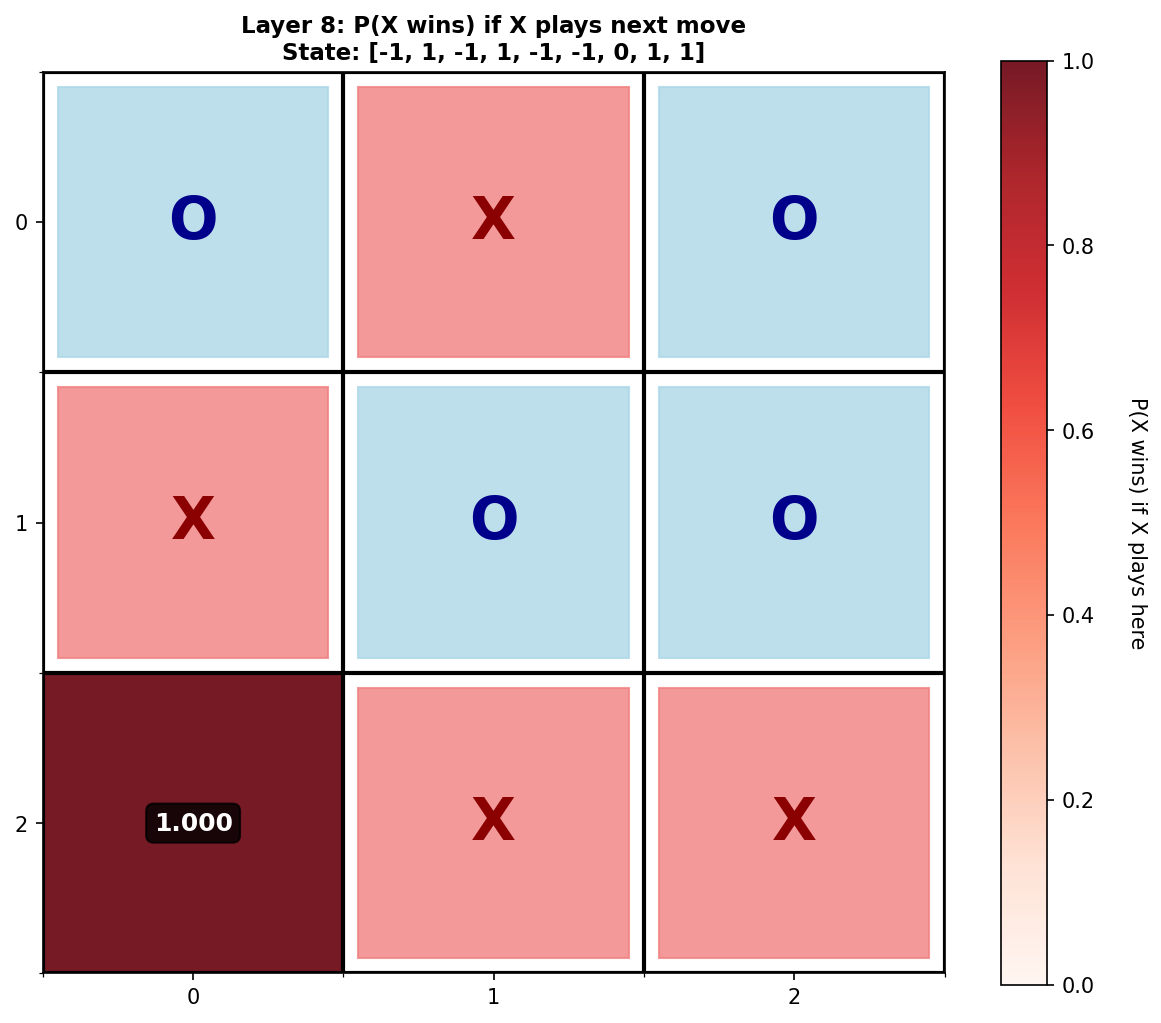 Layer 8: P(X wins) if X plays next move
State: [-1, 1, -1, 1, -1, -1, 0, 1, 1]
0
O
X
O
1
X
O
O
2
1.000
X
X
0
1
2
1.0
0.8
0.6
0.4
0.2
0.0
P(X wins) if X plays here